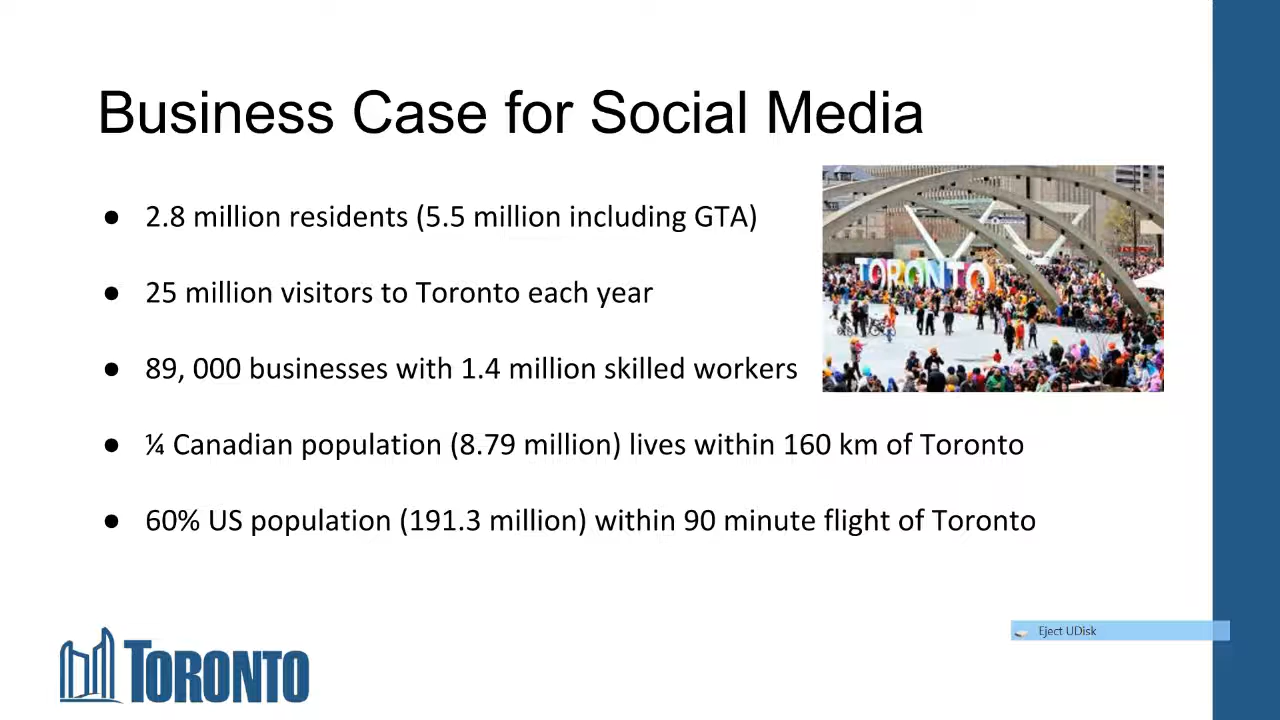 Business Case for Social Media
● 2.8 million residents (5.5 million including GTA)
● 25 million visitors to Toronto each year
● 89, 000 businesses with 1.4 million skilled workers
● ¼ Canadian population (8.79 million) lives within 160 km of Toronto
● 60% US population (191.3 million) within 90 minute flight of Toronto
TORONTO
Eject UDisk
TORONTO